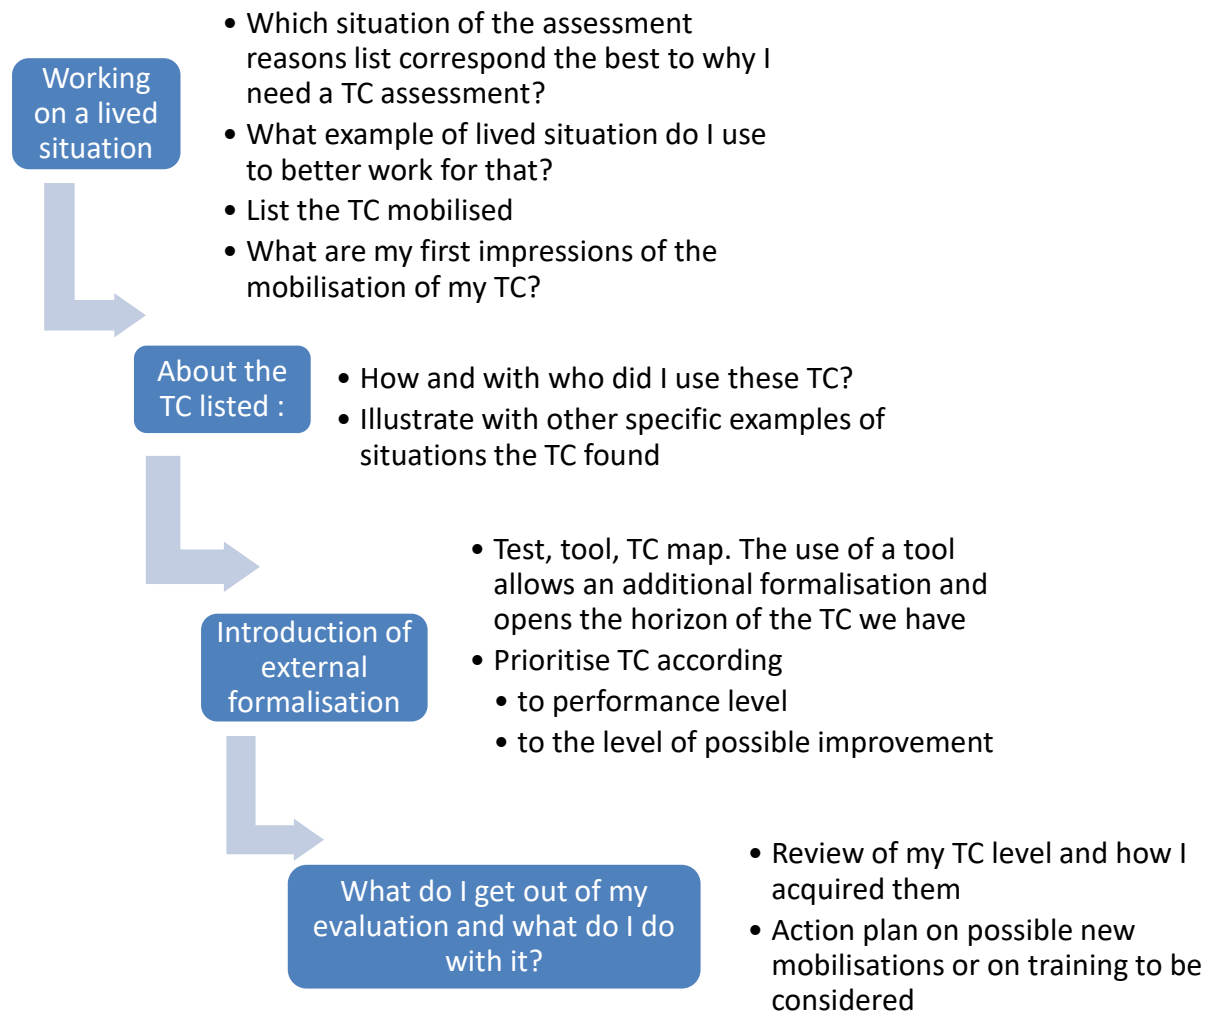 Working
on a lived
situation
• Which situation of the assessment
reasons list correspond the best to why I
need a TC assessment?
• What example of lived situation do I use
to better work for that?
• List the TC mobilised
• What are my first impressions of the
mobilisation of my TC?
About the
TC listed :
• How and with who did I use these TC?
• Illustrate with other specific examples of
situations the TC found
Introduction of
external
formalisation
• Test, tool, TC map. The use of a tool
allows an additional formalisation and
opens the horizon of the TC we have
• Prioritise TC according
• to performance level
• to the level of possible improvement
What do I get out of my
evaluation and what do I do
with it?
• Review of my TC level and how I
acquired them
• Action plan on possible new
mobilisations or on training to be
considered